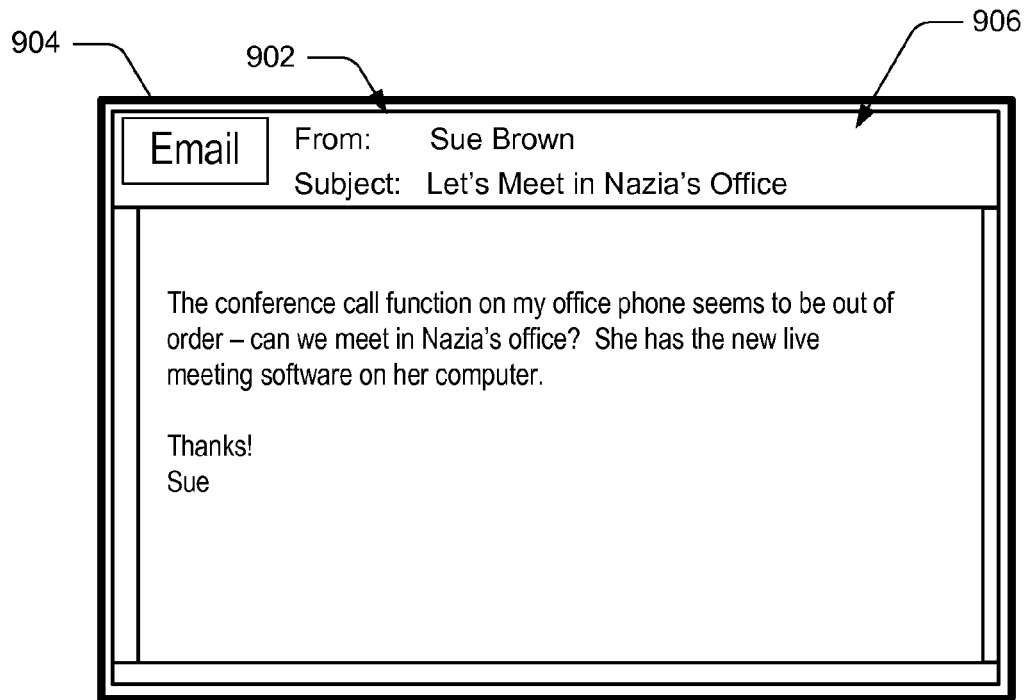 906
904
902
Email
From: Sue Brown
Subject: Let's Meet in Nazia's Office
The conference call function on my office phone seems to be out of
order – can we meet in Nazia's office? She has the new live
meeting software on her computer.
Thanks!
Sue